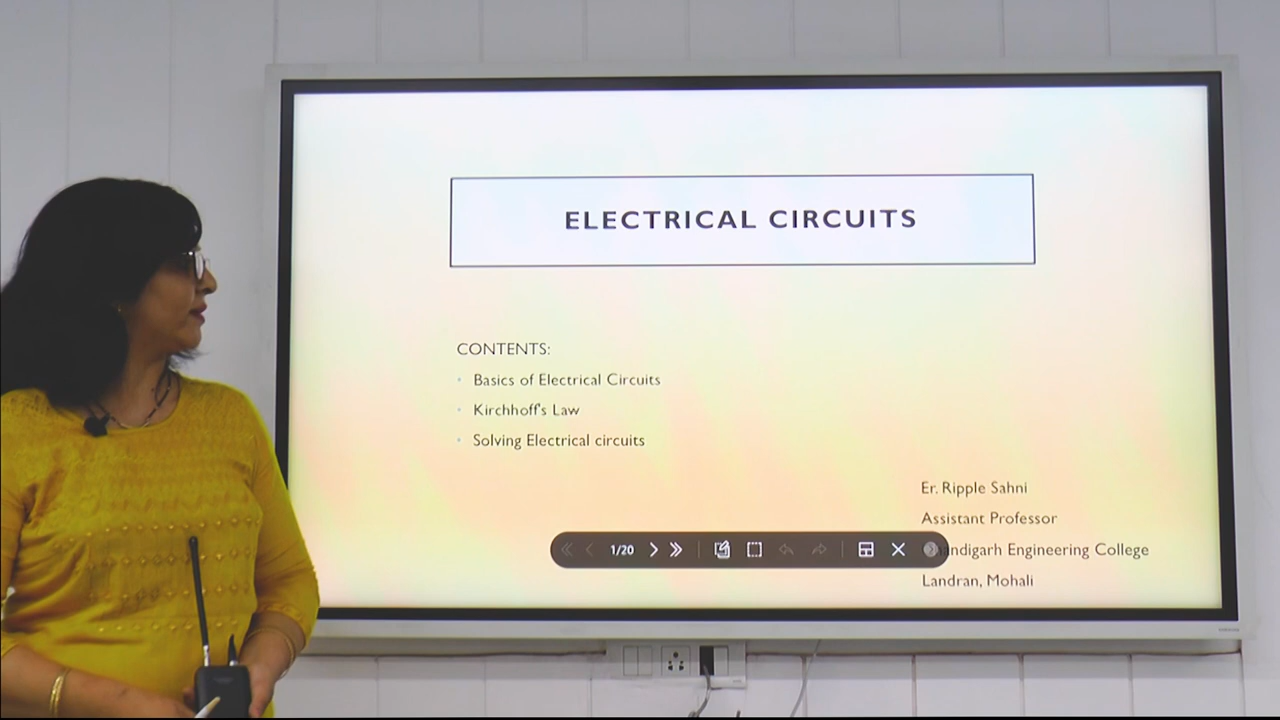 ELECTRICAL CIRCUITS
CONTENTS:
Basics of Electrical Circuits
Kirchhoff's Law
Solving Electrical circuits
Er. Ripple Sahni
Assistant Professor
1/20
Engineering College
Landran, Mohali